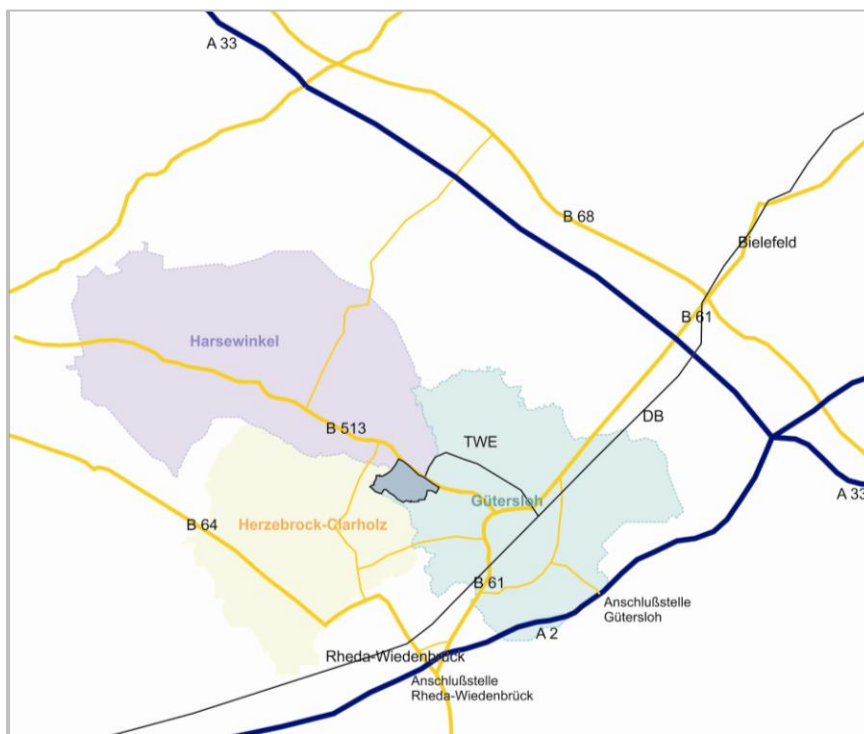 A 33
B 68
Bielefeld
B 61
Harsewinkel
DB
B 513
TWE
A 33
Gütersloh
B 64
Herzebrock-Clarholz
B 61
Anschlußstelle
Gütersloh
A 2
Rheda-Wiedenbrück
Anschlußstelle
Rheda-Wiedenbrück